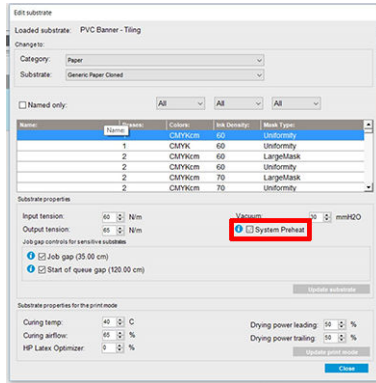 Edit substrate
Loaded substrate: PVC Banner - Tiling
Change to:
Category: Paper
Substrate: Generic Paper Cloned
Named only: All All All
Name: Passes: Colors: Ink Density: Mask Type:
Name
1 CMYKcm 60 Uniformity
1 CMYK 60 Uniformity
2 CMYKcm 60 LargeMask
2 CMYKcm 70 LargeMask
2 CMYKcm 70 Uniformity
Substrate properties
Input tension: 60 N/m Vacuum: 30 mmH2O
Output tension: 65 N/m System Preheat
Job gap controls for sensitive substrates
Job gap (35.00 cm)
Start of queue gap (120.00 cm)
Update substrate
Substrate properties for the print mode
Curing temp: 40 C
Curing airflow: 65 % Drying power leading: 50 %
HP Latex Optimizer: 0 % Drying power trailing: 50 %
Update print mode
Close